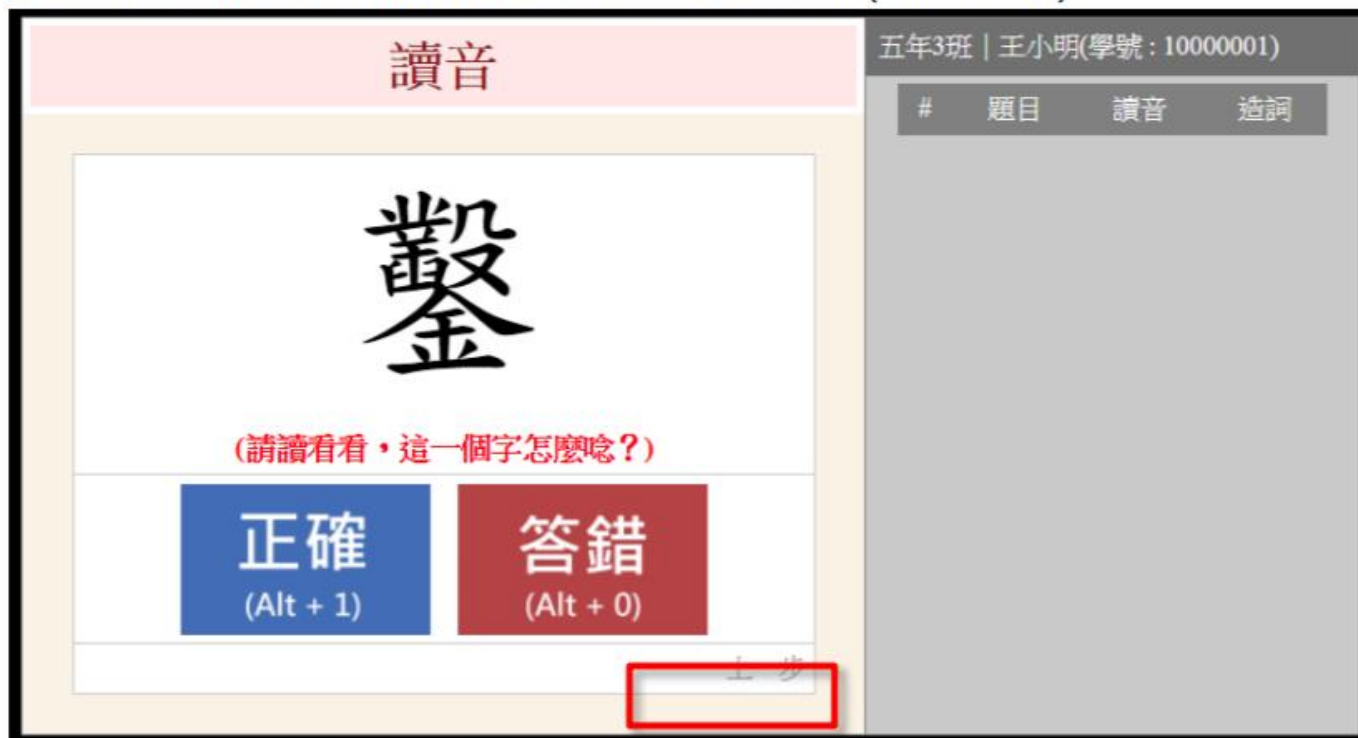 讀音
五年3班 | 王小明(學號 : 10000001)
# 題目 讀音 造詞
鑿
(請讀看看，這一個字怎麼唸？)
正確
(Alt + 1)
答錯
(Alt + 0)
上 步